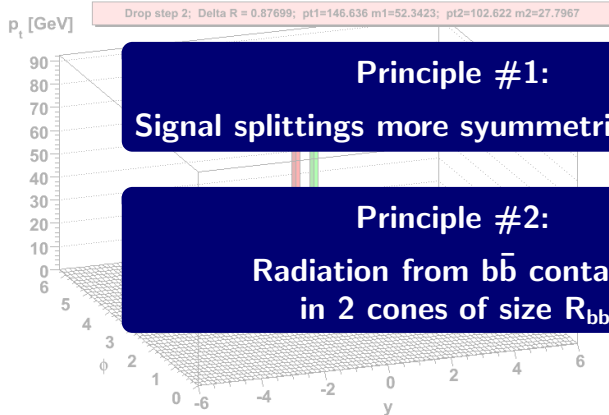 Drop step 2; Delta R = 0.87699; pt1=146.636 m1=52.3423; pt2=102.622 m2=27.7967
p_t [GeV]
90
80
70
60
50
40
30
20
10
0
Principle #1:
Signal splittings more syummetri
Principle #2:
Radiation from bb̄ conta
in 2 cones of size R_bb
6
5
4
3
2
1
0
ϕ
-6
-4
-2
0
2
4
6
y